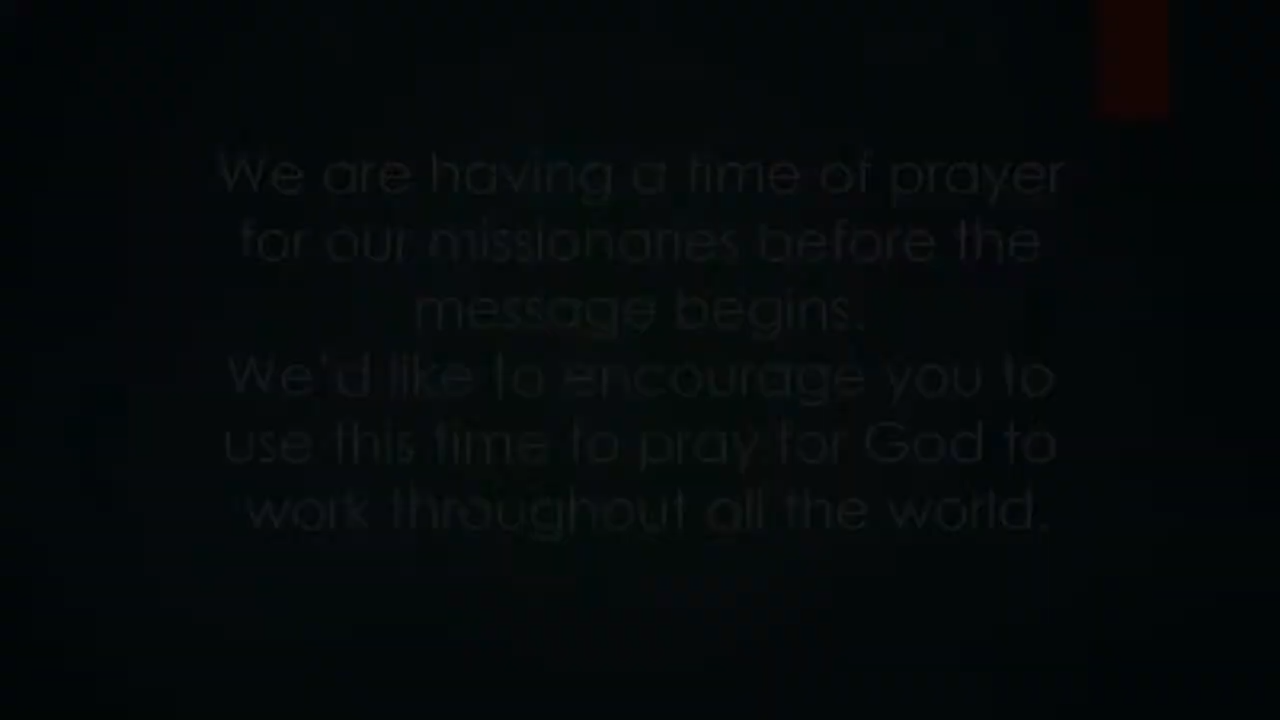 We are having a time of prayer
for our missionaries before the
message begins.
We'd like to encourage you to
use this time to pray for God to
work throughout all the world.